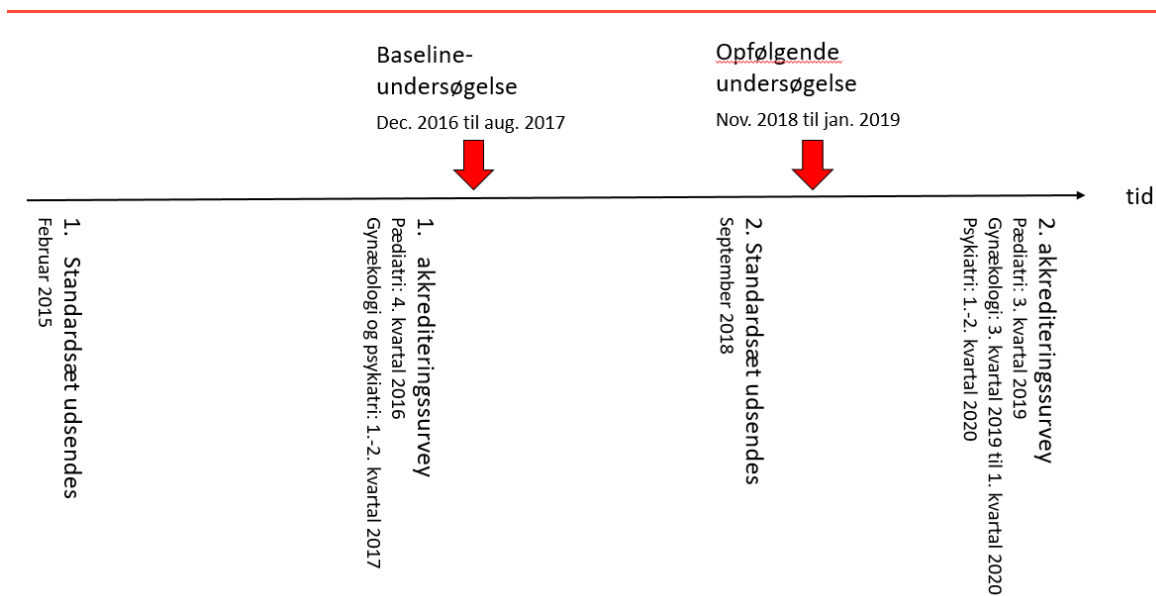 Baseline-
undersøgelse
Dec. 2016 til aug. 2017
Opfølgende
undersøgelse
Nov. 2018 til jan. 2019
tid
1. Standardsæt udsendes
Februar 2015
1. akkrediteringssurvey
Pædiatri: 4. kvartal 2016
Gynækologi og psykiatri: 1.-2. kvartal 2017
2. Standardsæt udsendes
September 2018
2. akkrediteringssurvey
Pædiatri: 3. kvartal 2019
Gynækologi: 3. kvartal 2019 til 1. kvartal 2020
Psykiatri: 1.-2. kvartal 2020